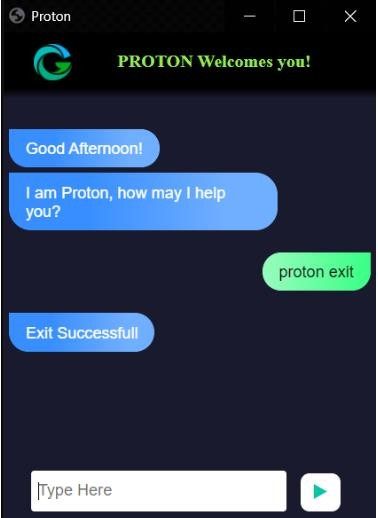 Proton
PROTON Welcomes you!
Good Afternoon!
I am Proton, how may I help
you?
proton exit
Exit Successfull
Type Here